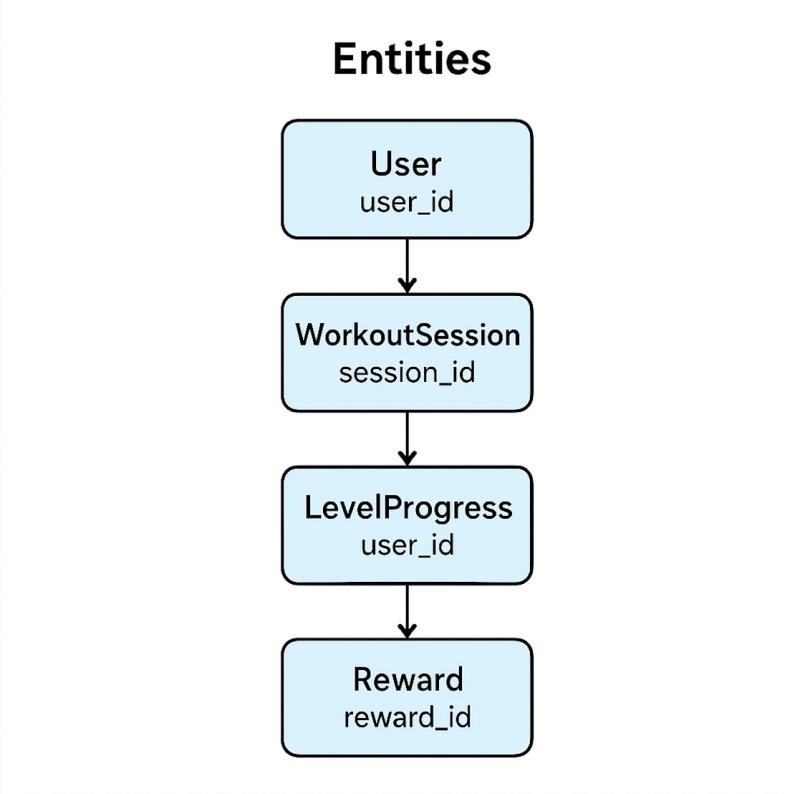 Entities
User
user_id
WorkoutSession
session_id
LevelProgress
user_id
Reward
reward_id